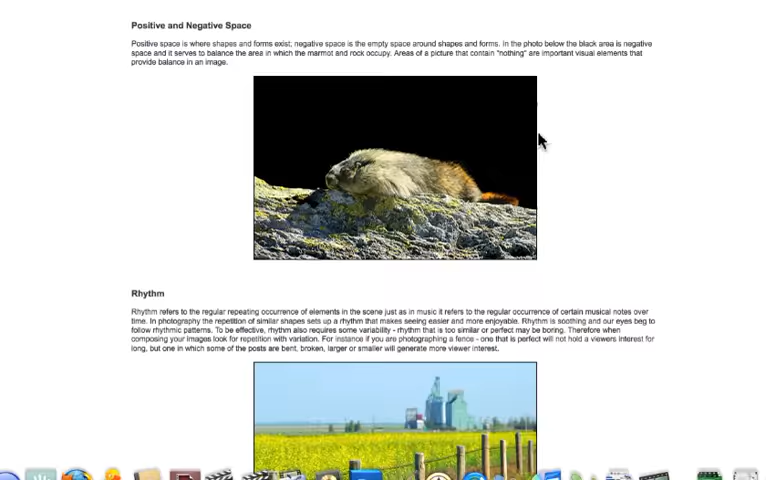 Positive and Negative Space
Positive space is where shapes and forms exist; negative space is the empty space around shapes and forms. In the photo below the black area is negative
space and it serves to balance the area in which the marmot and rock occupy. Areas of a picture that contain "nothing" are important visual elements that
provide balance in an image.
Rhythm
Rhythm refers to the regular repeating occurrence of elements in the scene just as in music it refers to the regular occurrence of certain musical notes over
time. In photography the repetition of similar shapes sets up a rhythm that makes seeing easier and more enjoyable. Rhythm is soothing and our eyes beg to
follow rhythmic patterns. To be effective, rhythm also requires some variability - rhythm that is too similar or perfect may be boring. Therefore when
composing your images look for repetition with variation. For instance if you are photographing a fence - one that is perfect will not hold a viewers interest for
long, but one in which some of the posts are bent, broken, larger or smaller will generate more viewer interest.